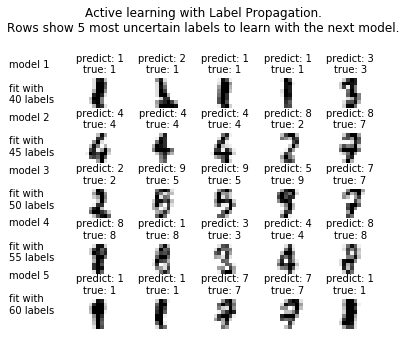 Active learning with Label Propagation.
Rows show 5 most uncertain labels to learn with the next model.
model 1
fit with
40 labels
predict: 1
true: 1
predict: 2
true: 1
predict: 1
true: 1
predict: 1
true: 1
predict: 3
true: 3
model 2
fit with
45 labels
predict: 4
true: 4
predict: 4
true: 4
predict: 4
true: 4
predict: 8
true: 2
predict: 8
true: 7
model 3
fit with
50 labels
predict: 2
true: 2
predict: 9
true: 5
predict: 9
true: 5
predict: 5
true: 9
predict: 7
true: 7
model 4
fit with
55 labels
predict: 8
true: 8
predict: 1
true: 8
predict: 3
true: 3
predict: 4
true: 4
predict: 8
true: 8
model 5
fit with
60 labels
predict: 1
true: 1
predict: 1
true: 1
predict: 7
true: 7
predict: 7
true: 7
predict: 1
true: 1